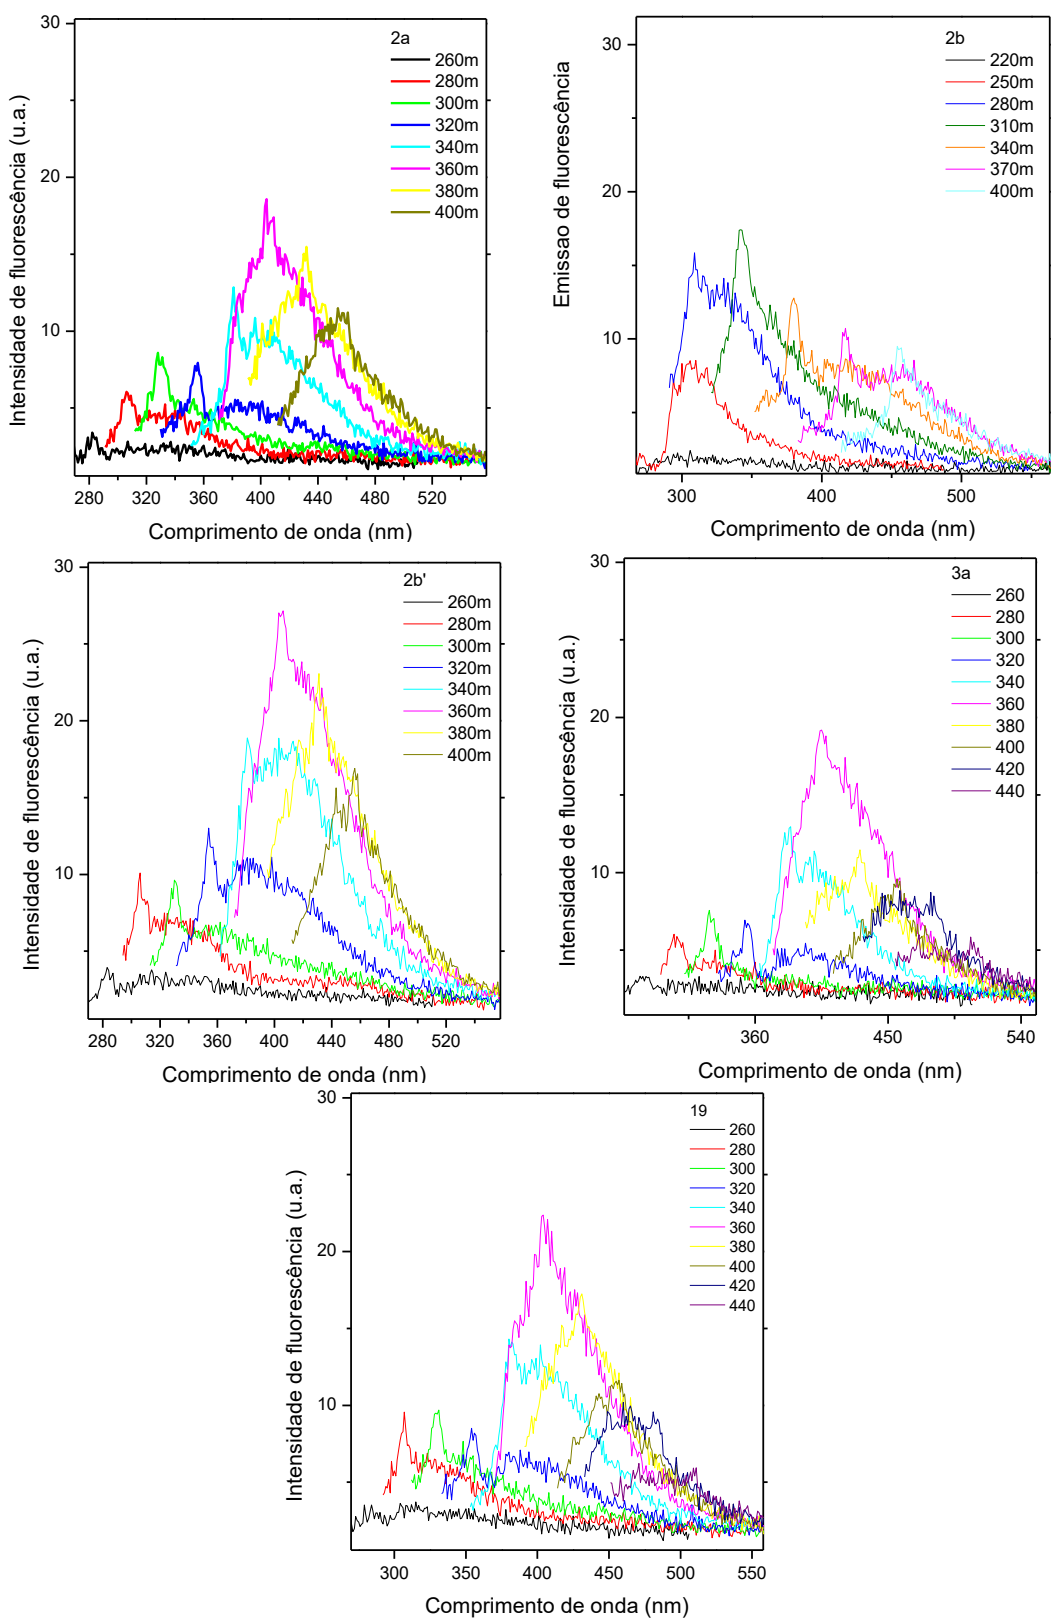 30
20
10
Intensidade de fluorescência (u.a.)
2a
260m
280m
300m
320m
340m
360m
380m
400m
280 320 360 400 440 480 520
Comprimento de onda (nm)
30
20
10
Emissao de fluorescência
2b
220m
250m
280m
310m
340m
370m
400m
300 400 500
Comprimento de onda (nm)
30
20
10
Intensidade de fluorescência (u.a.)
2b'
260m
280m
300m
320m
340m
360m
380m
400m
280 320 360 400 440 480 520
Comprimento de onda (nm)
30
20
10
Intensidade de fluorescência (u.a.)
3a
260
280
300
320
340
360
380
400
420
440
360 450 540
Comprimento de onda (nm)
30
20
10
Intensidade de fluorescência (u.a.)
19
260
280
300
320
340
360
380
400
420
440
300 350 400 450 500 550
Comprimento de onda (nm)